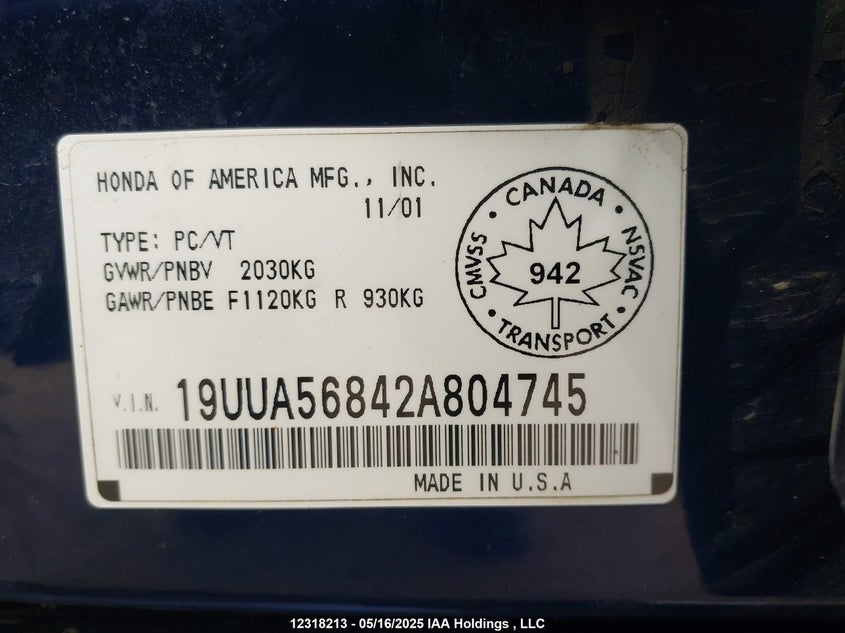 HONDA OF AMERICA MFG., INC.
11/01
TYPE: PC/VT
GVWR/PNBV 2030KG
GAWR/PNBE F1120KG R 930KG
CMVSS • CANADA • NSVAC • TRANSPORT •
942
V.I.N. 19UUA56842A804745
MADE IN U.S.A
12318213 - 05/16/2025 IAA Holdings , LLC